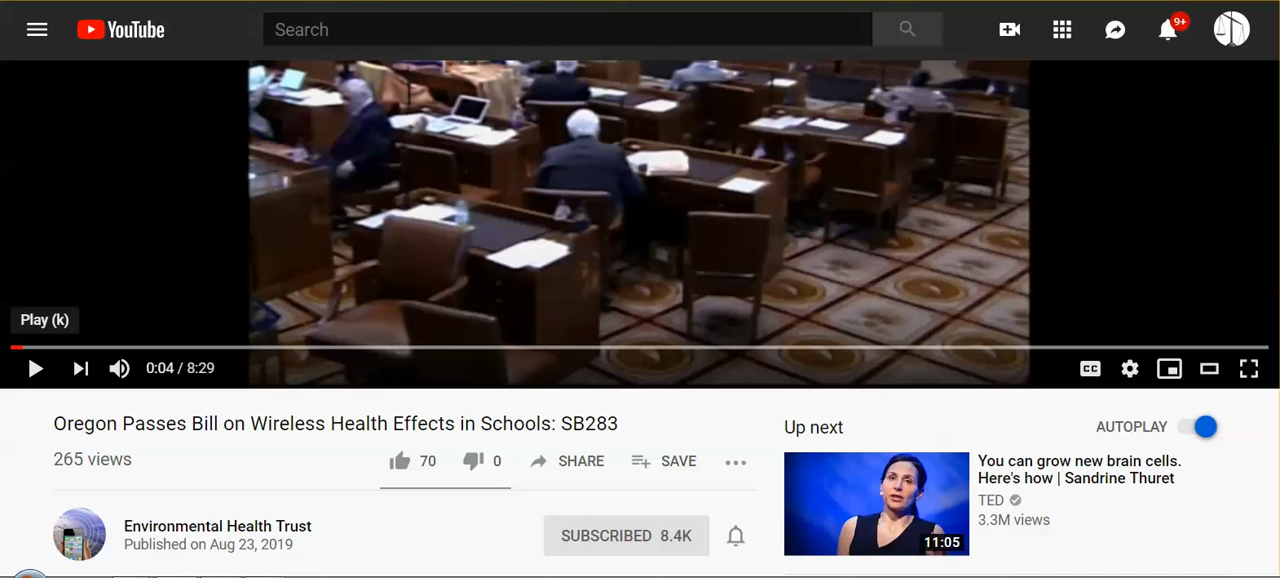 YouTube
Search
9+
Play (k)
0:04 / 8:29
CC
Oregon Passes Bill on Wireless Health Effects in Schools: SB283
265 views
70
0
SHARE
SAVE
Environmental Health Trust
Published on Aug 23, 2019
SUBSCRIBED 8.4K
Up next
AUTOPLAY
11:05
You can grow new brain cells.
Here's how | Sandrine Thuret
TED
3.3M views